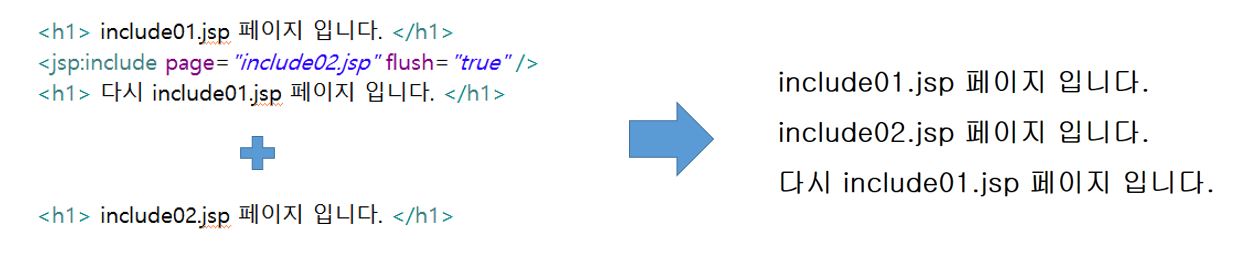 <h1> include01.jsp 페이지 입니다. </h1>
<jsp:include page="include02.jsp" flush="true" />
<h1> 다시 include01.jsp 페이지 입니다. </h1>
<h1> include02.jsp 페이지 입니다. </h1>
include01.jsp 페이지 입니다.
include02.jsp 페이지 입니다.
다시 include01.jsp 페이지 입니다.